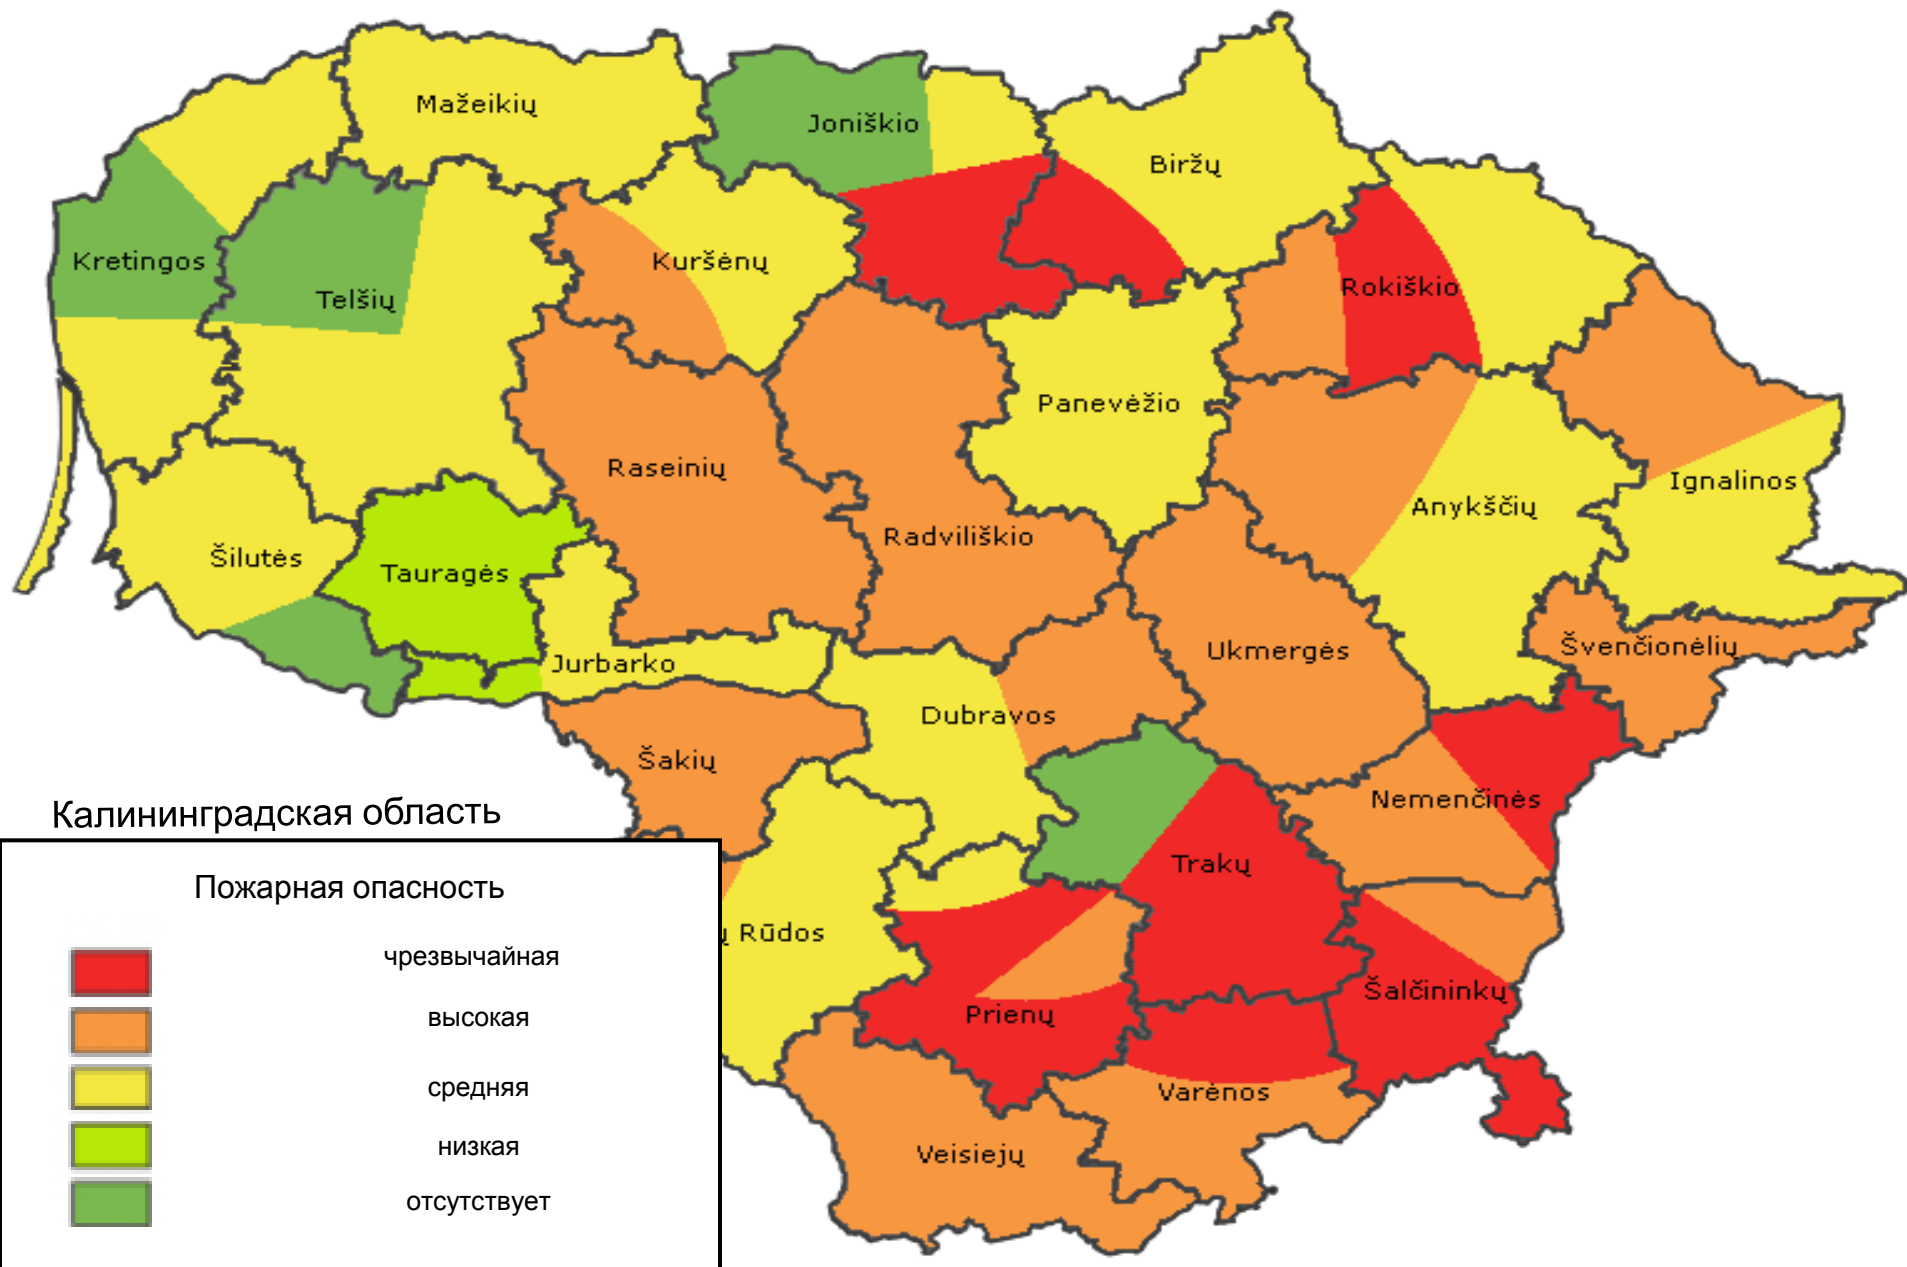 Mažeikių
Joniškio
Biržų
Kretingos
Telšių
Kuršėnų
Rokiškio
Panevėžio
Raseinių
Ignalinos
Anykščių
Radviliškio
Šilutės
Tauragės
Jurbarko
Ukmergės
Švenčionėlių
Dubravos
Šakių
Nemenčinės
Trakų
ų Rūdos
Šalčininkų
Prienų
Varėnos
Veisiejų
Калининградская область
Пожарная опасность
чрезвычайная
высокая
средняя
низкая
отсутствует